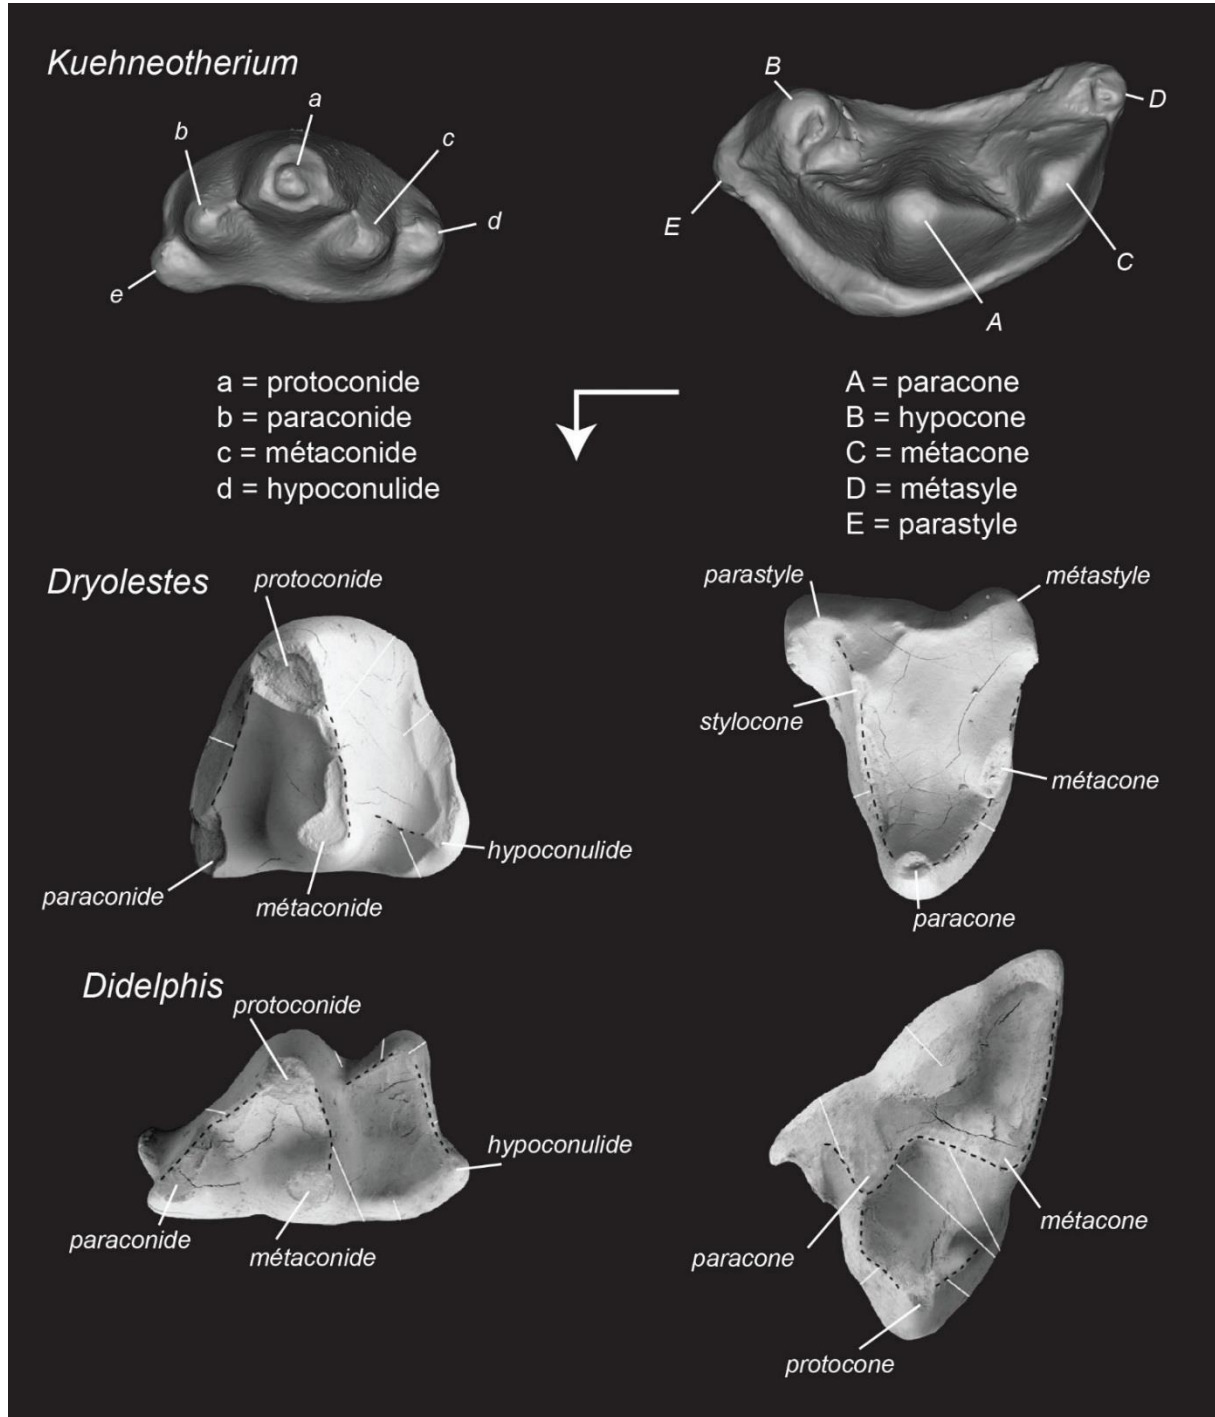 Kuehneotherium
a
b
c
d
e
B
D
E
C
A
a = protoconide
b = paraconide
c = métaconide
d = hypoconulide
A = paracone
B = hypocone
C = métacone
D = métasyle
E = parastyle
Dryolestes
protoconide
paraconide
métaconide
hypoconulide
parastyle
métastyle
stylocone
métacone
paracone
Didelphis
protoconide
hypoconulide
paraconide
métaconide
métacone
paracone
protocone